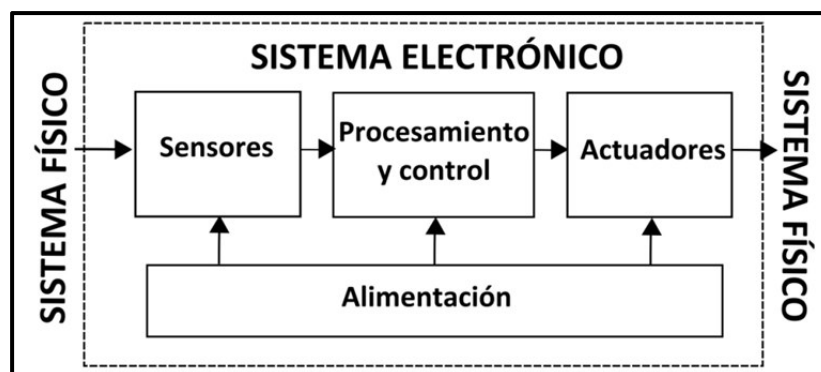 SISTEMA ELECTRÓNICO
SISTEMA FÍSICO
Sensores
Procesamiento
y control
Actuadores
SISTEMA FÍSICO
Alimentación